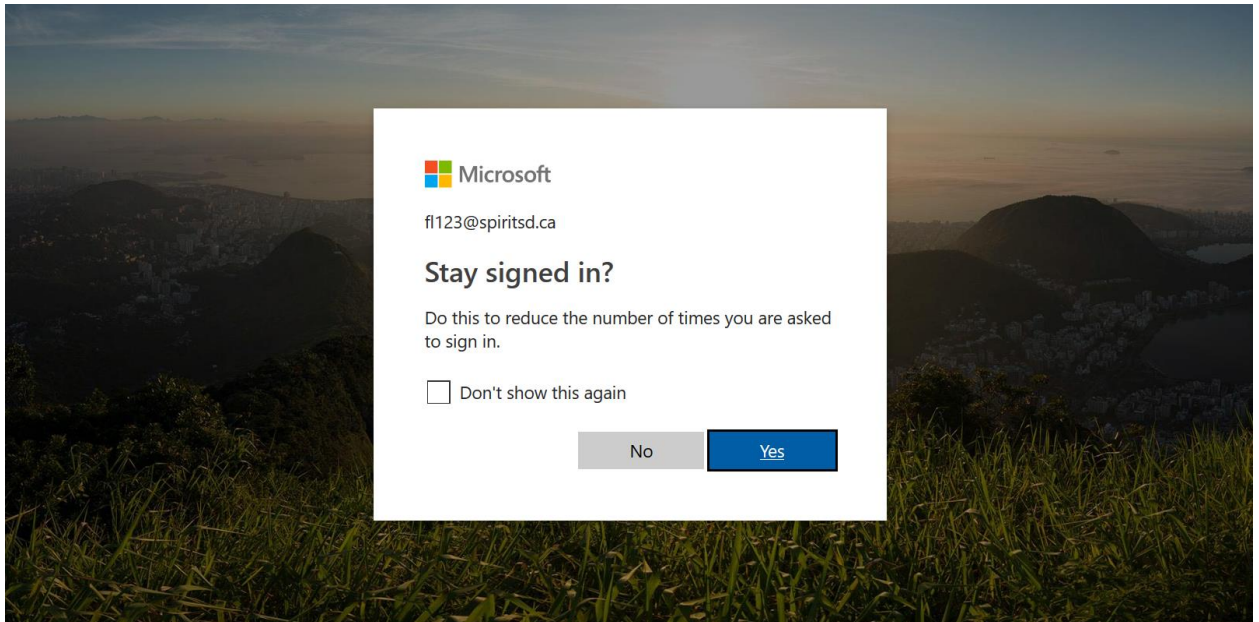 Microsoft
fl123@spiritsd.ca
Stay signed in?
Do this to reduce the number of times you are asked
to sign in.
Don't show this again
No
Yes